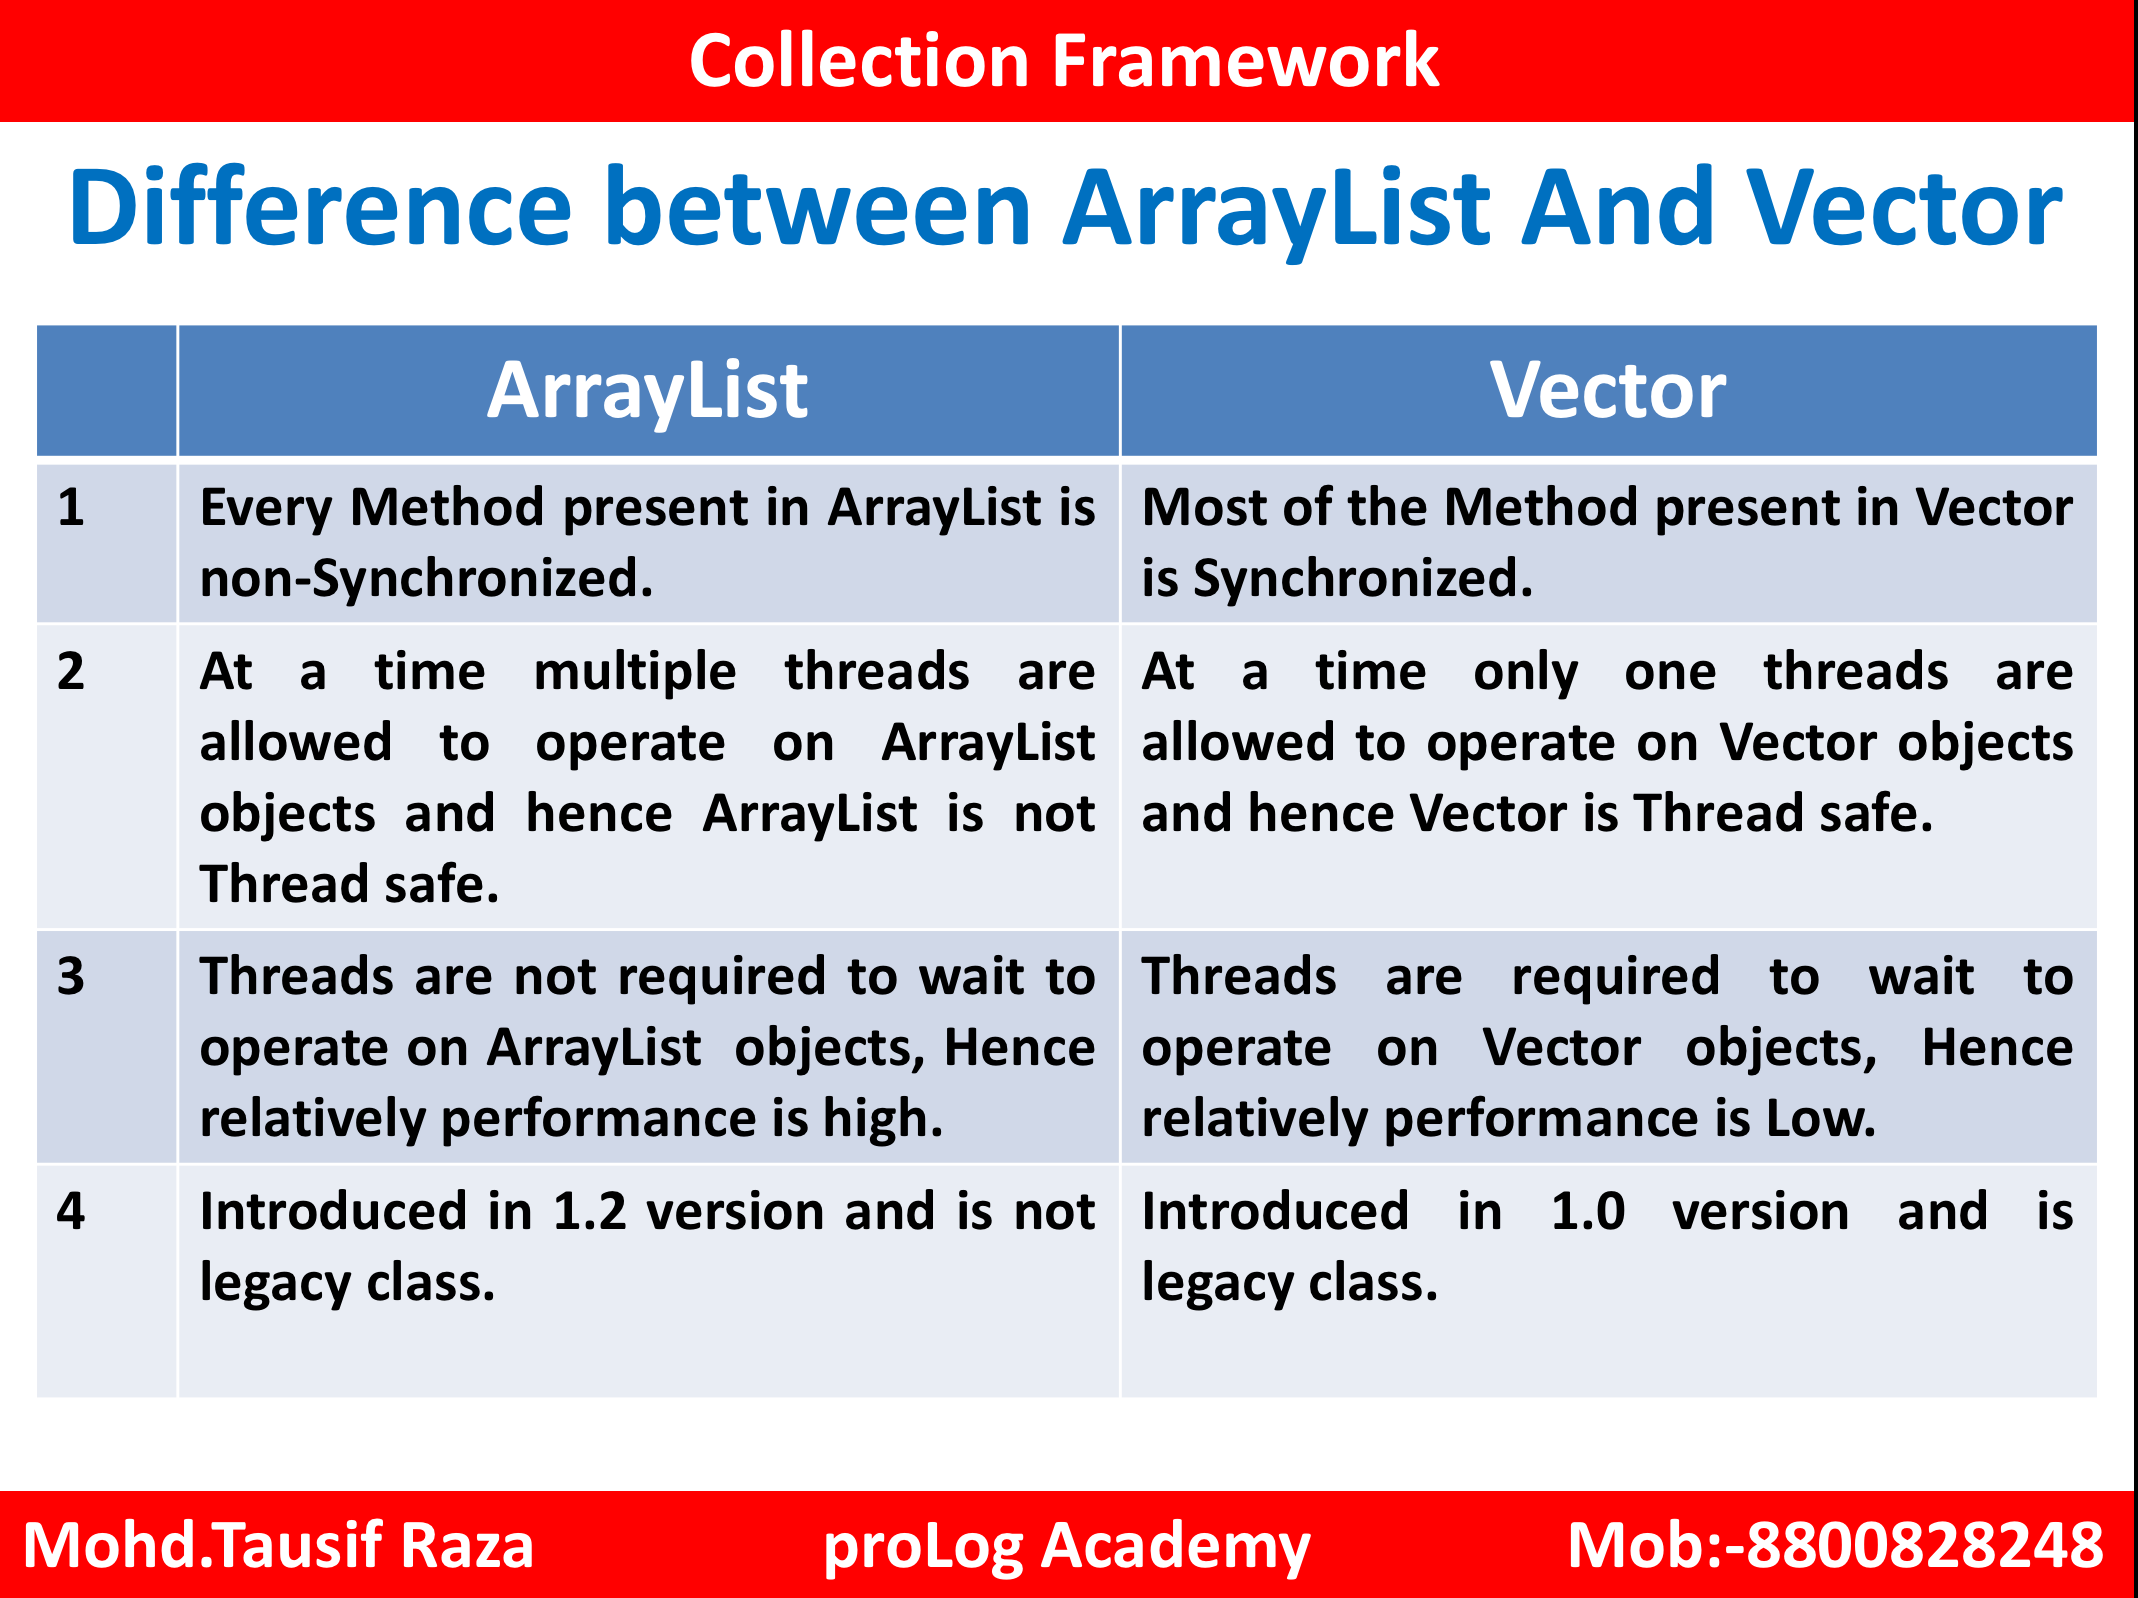 Collection Framework
Difference between ArrayList And Vector
ArrayList
Vector
1
Every Method present in ArrayList is
non-Synchronized.
Most of the Method present in Vector
is Synchronized.
2
At a time multiple threads are
allowed to operate on ArrayList
objects and hence ArrayList is not
Thread safe.
At a time only one threads are
allowed to operate on Vector objects
and hence Vector is Thread safe.
3
Threads are not required to wait to
operate on ArrayList objects, Hence
relatively performance is high.
Threads are required to wait to
operate on Vector objects, Hence
relatively performance is Low.
4
Introduced in 1.2 version and is not
legacy class.
Introduced in 1.0 version and is
legacy class.
Mohd.Tausif Raza
proLog Academy
Mob:-8800828248